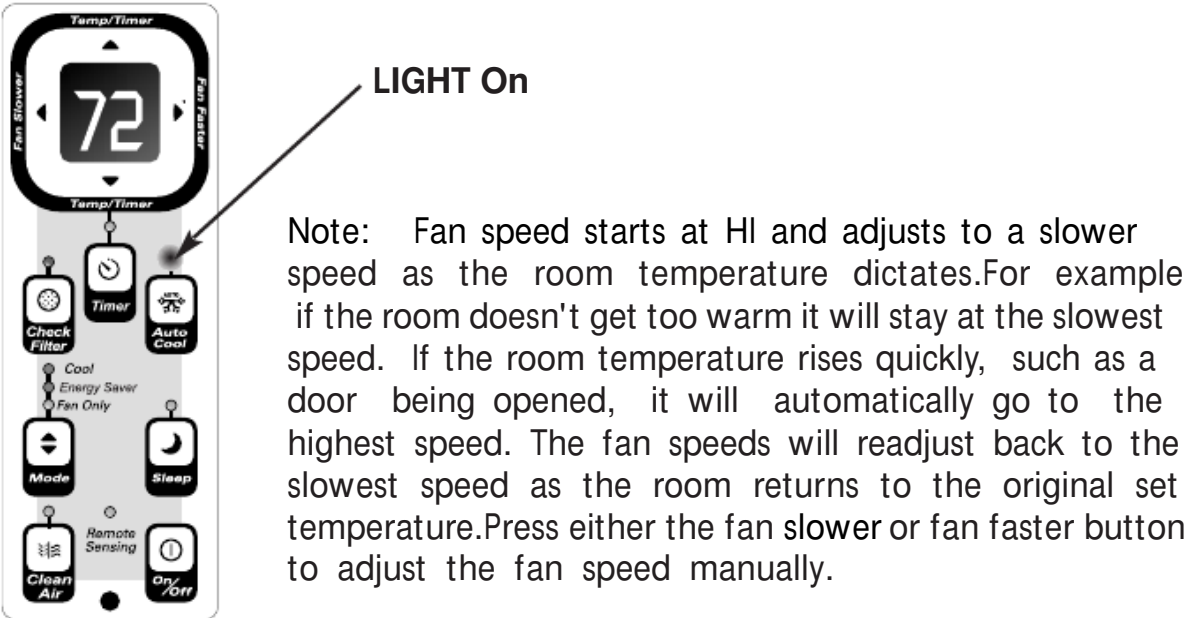 Temp/Timer
Fan Slower
72
Fan Faster
Temp/Timer
LIGHT On
Timer
Check
Filter
AUTO
Auto
Cool
Cool
Energy Saver
Fan Only
Mode
Sleep
Remote
Sensing
Clean
Air
On/Off
Note: Fan speed starts at HI and adjusts to a slower
speed as the room temperature dictates.For example
if the room doesn't get too warm it will stay at the slowest
speed. If the room temperature rises quickly, such as a
door being opened, it will automatically go to the
highest speed. The fan speeds will readjust back to the
slowest speed as the room returns to the original set
temperature.Press either the fan slower or fan faster button
to adjust the fan speed manually.